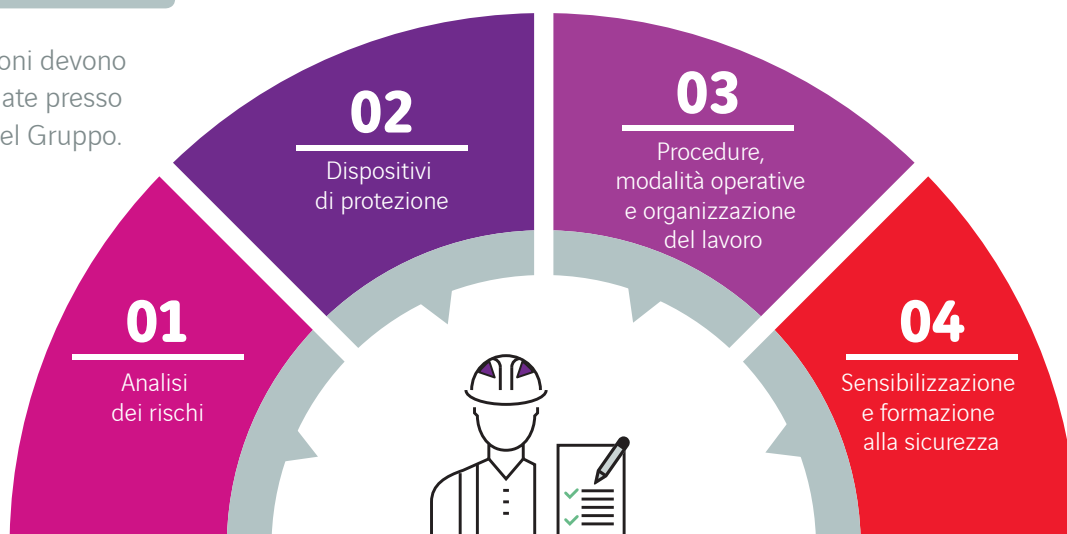 oni devono
ate presso
el Gruppo.
02
Dispositivi
di protezione
03
Procedure,
modalità operative
e organizzazione
del lavoro
01
Analisi
dei rischi
04
Sensibilizzazione
e formazione
alla sicurezza